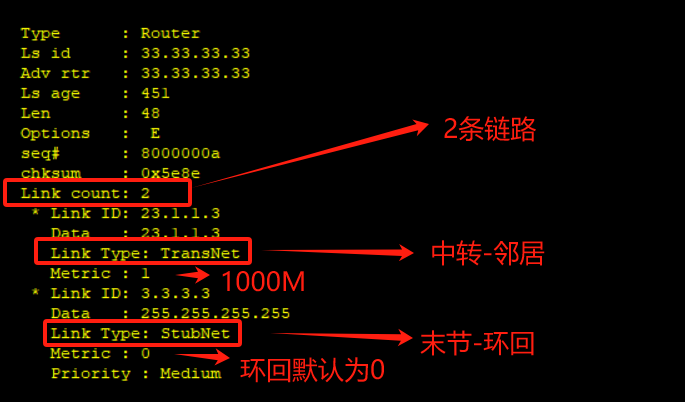 Type : Router
Ls id : 33.33.33.33
Adv rtr : 33.33.33.33
Ls age : 451
Len : 48
Options : E
seq# : 8000000a
chksum : 0x5e8e
Link count: 2
2条链路
* Link ID: 23.1.1.3
Data : 23.1.1.3
Link Type: TransNet
中转-邻居
Metric : 1
1000M
* Link ID: 3.3.3.3
Data : 255.255.255.255
Link Type: StubNet
末节-环回
Metric : 0
环回默认为0
Priority : Medium